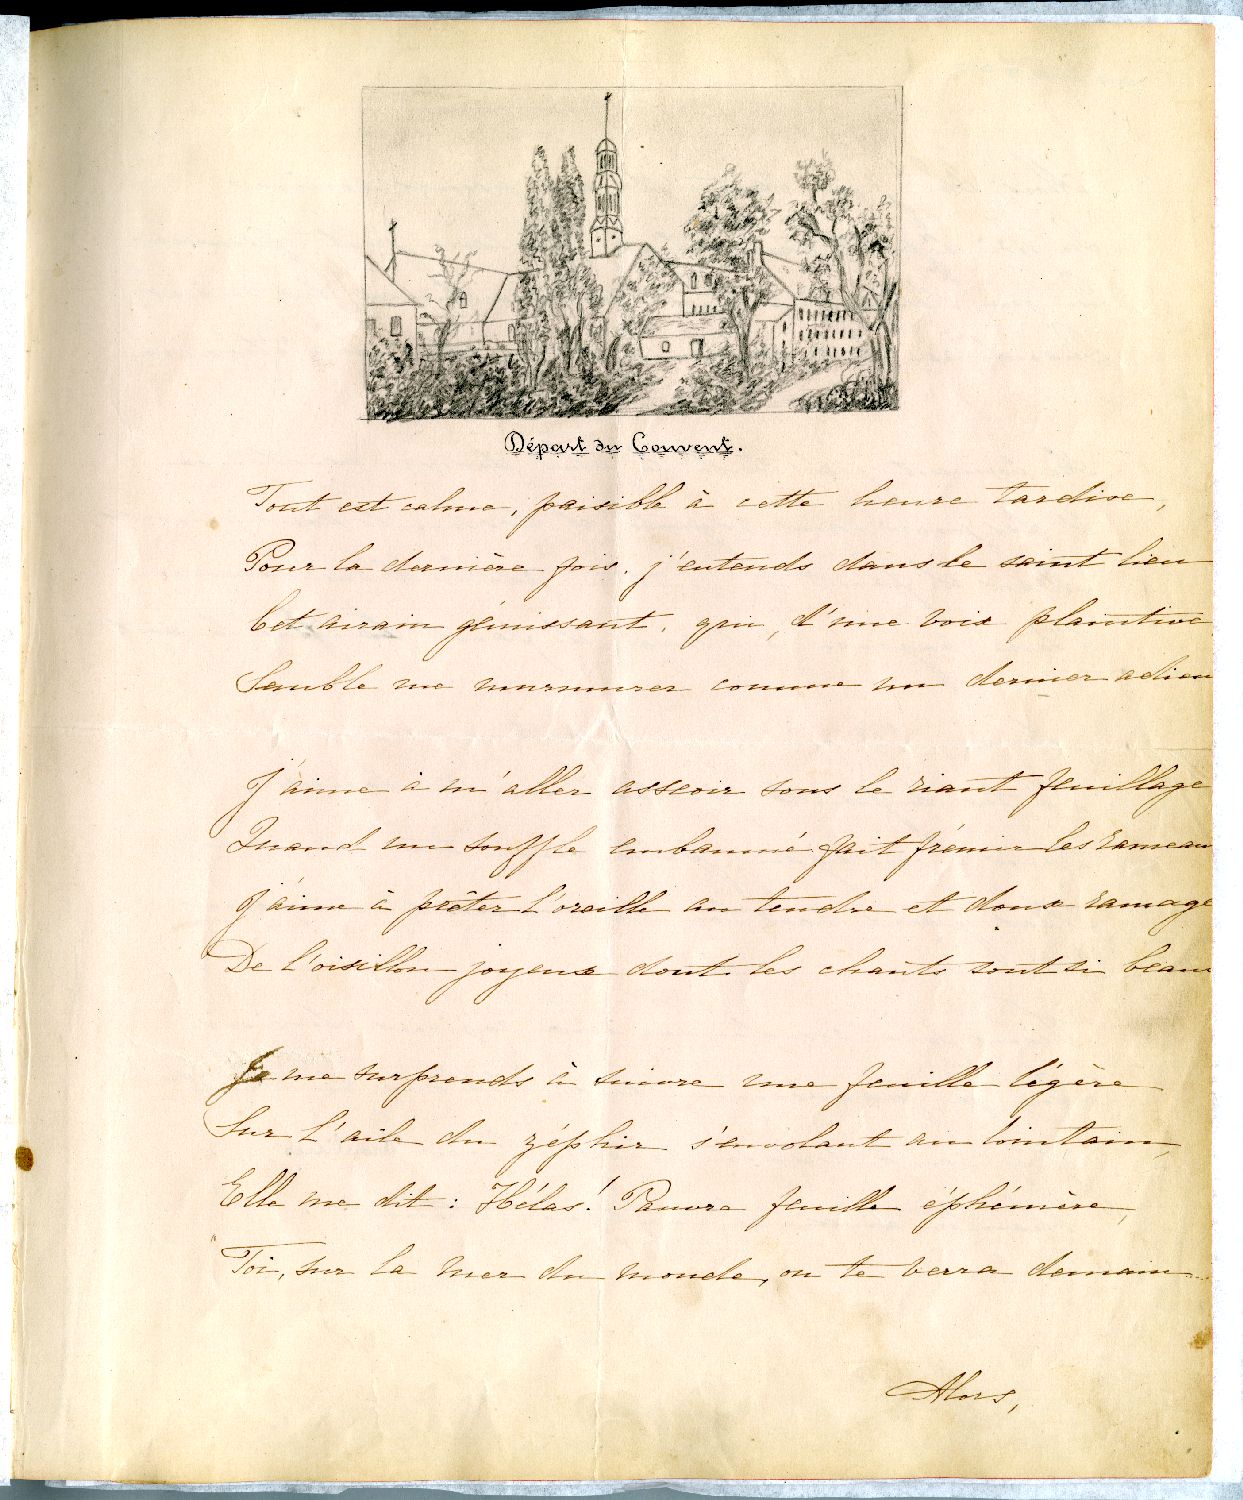 Départ du Couvent.
Tout est calme, paisible à cette heure tardive,
Pour la dernière fois, j'entends dans le saint lieu
Cet airain gémissant, qui, d'une voix plaintive
Semble me murmurer comme un dernier adieu
J'aime à m'aller asseoir sous le riant feuillage
Quand un souffle embaumé fait frémir les rameau
J'aime à prêter l'oreille au tendre et doux ramage
De l'oisillon joyeux dont les chants sont si beau
Je me surprends à suivre une feuille légère
Sur l'aile du zéphir s'envolant au lointain,
Elle me dit : Hélas! Pauvre feuille éphémère,
"Toi, sur la mer du monde, on te verra demain...
Alors,